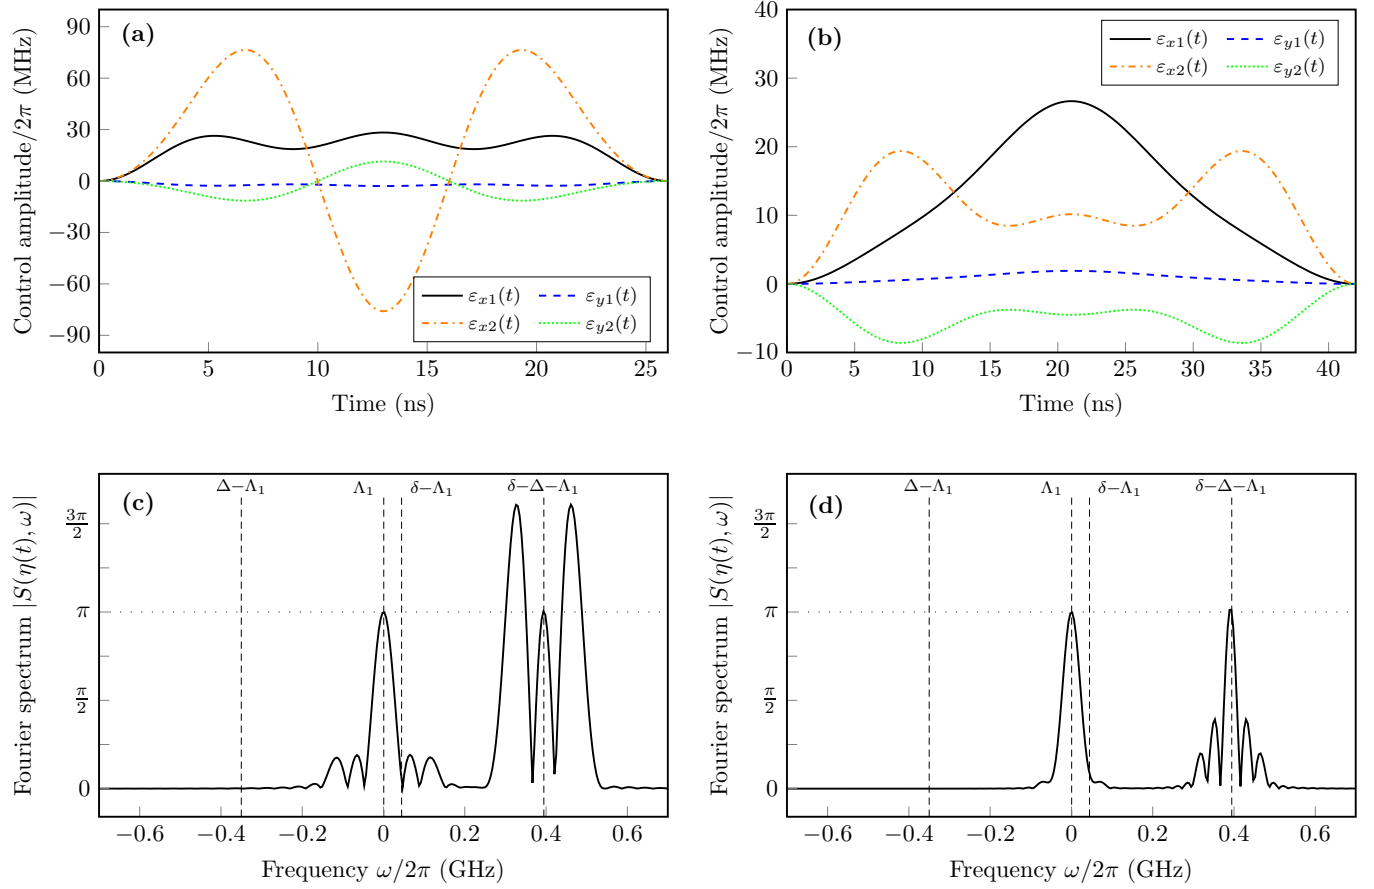 (a)
Control amplitude/2π (MHz)
90
60
30
0
−30
−60
−90
εx1(t) εy1(t)
εx2(t) εy2(t)
0 5 10 15 20 25
Time (ns)
(b)
Control amplitude/2π (MHz)
40
30
20
10
0
−10
εx1(t) εy1(t)
εx2(t) εy2(t)
0 5 10 15 20 25 30 35 40
Time (ns)
(c)
Δ−Λ1 Λ1 δ−Λ1 δ−Δ−Λ1
Fourier spectrum |S(η(t), ω)|
3π/2
π
π/2
0
−0.6 −0.4 −0.2 0 0.2 0.4 0.6
Frequency ω/2π (GHz)
(d)
Δ−Λ1 Λ1 δ−Λ1 δ-Δ−Λ1
Fourier spectrum |S(η(t), ω)|
3π/2
π
π/2
0
−0.6 −0.4 −0.2 0 0.2 0.4 0.6
Frequency ω/2π (GHz)